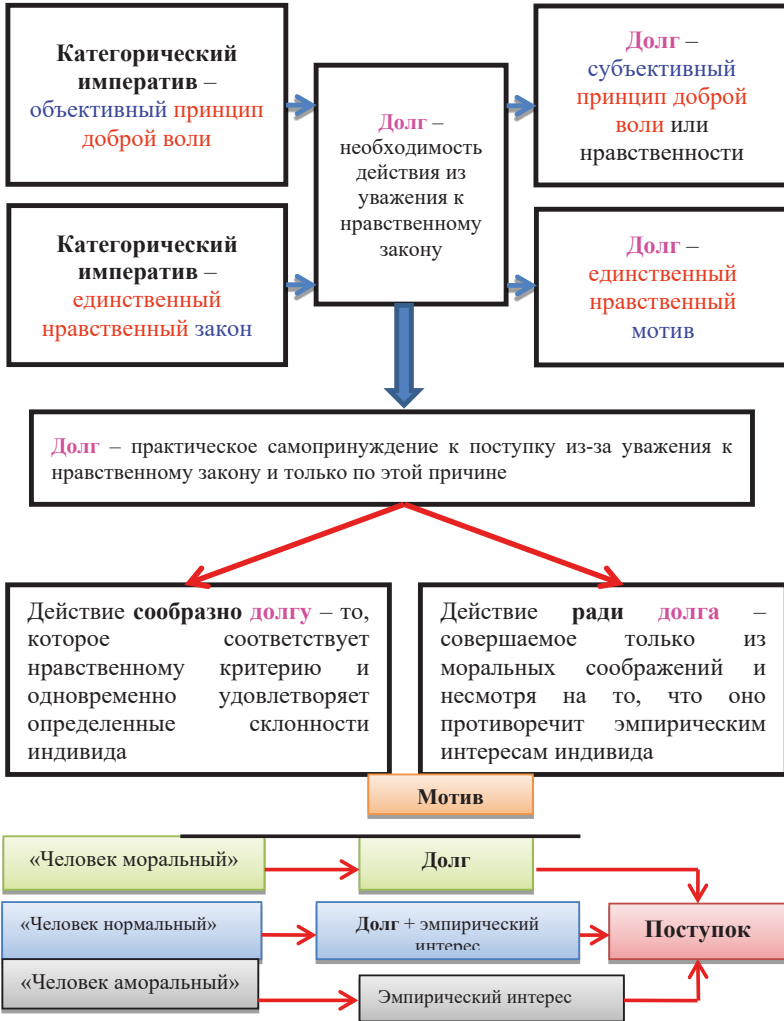 Категорический
императив –
объективный принцип
доброй воли
Категорический
императив –
единственный
нравственный закон
Долг –
необходимость
действия из
уважения к
нравственному
закону
Долг –
субъективный
принцип доброй
воли или
нравственности
Долг –
единственный
нравственный
мотив
Долг – практическое самопринуждение к поступку из-за уважения к
нравственному закону и только по этой причине
Действие сообразно долгу – то,
которое соответствует
нравственному критерию и
одновременно удовлетворяет
определенные склонности
индивида
Действие ради долга –
совершаемое только из
моральных соображений и
несмотря на то, что оно
противоречит эмпирическим
интересам индивида
Мотив
«Человек моральный»
Долг
«Человек нормальный»
Долг + эмпирический
интерес
Поступок
«Человек аморальный»
Эмпирический интерес